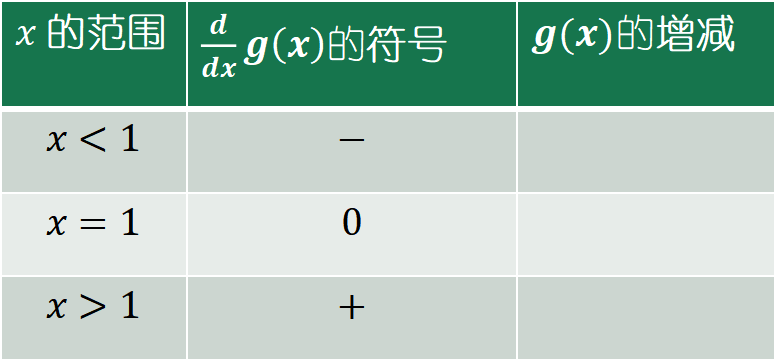 x 的范围 d/dx g(x)的符号 g(x)的增减
x < 1 −
x = 1 0
x > 1 +